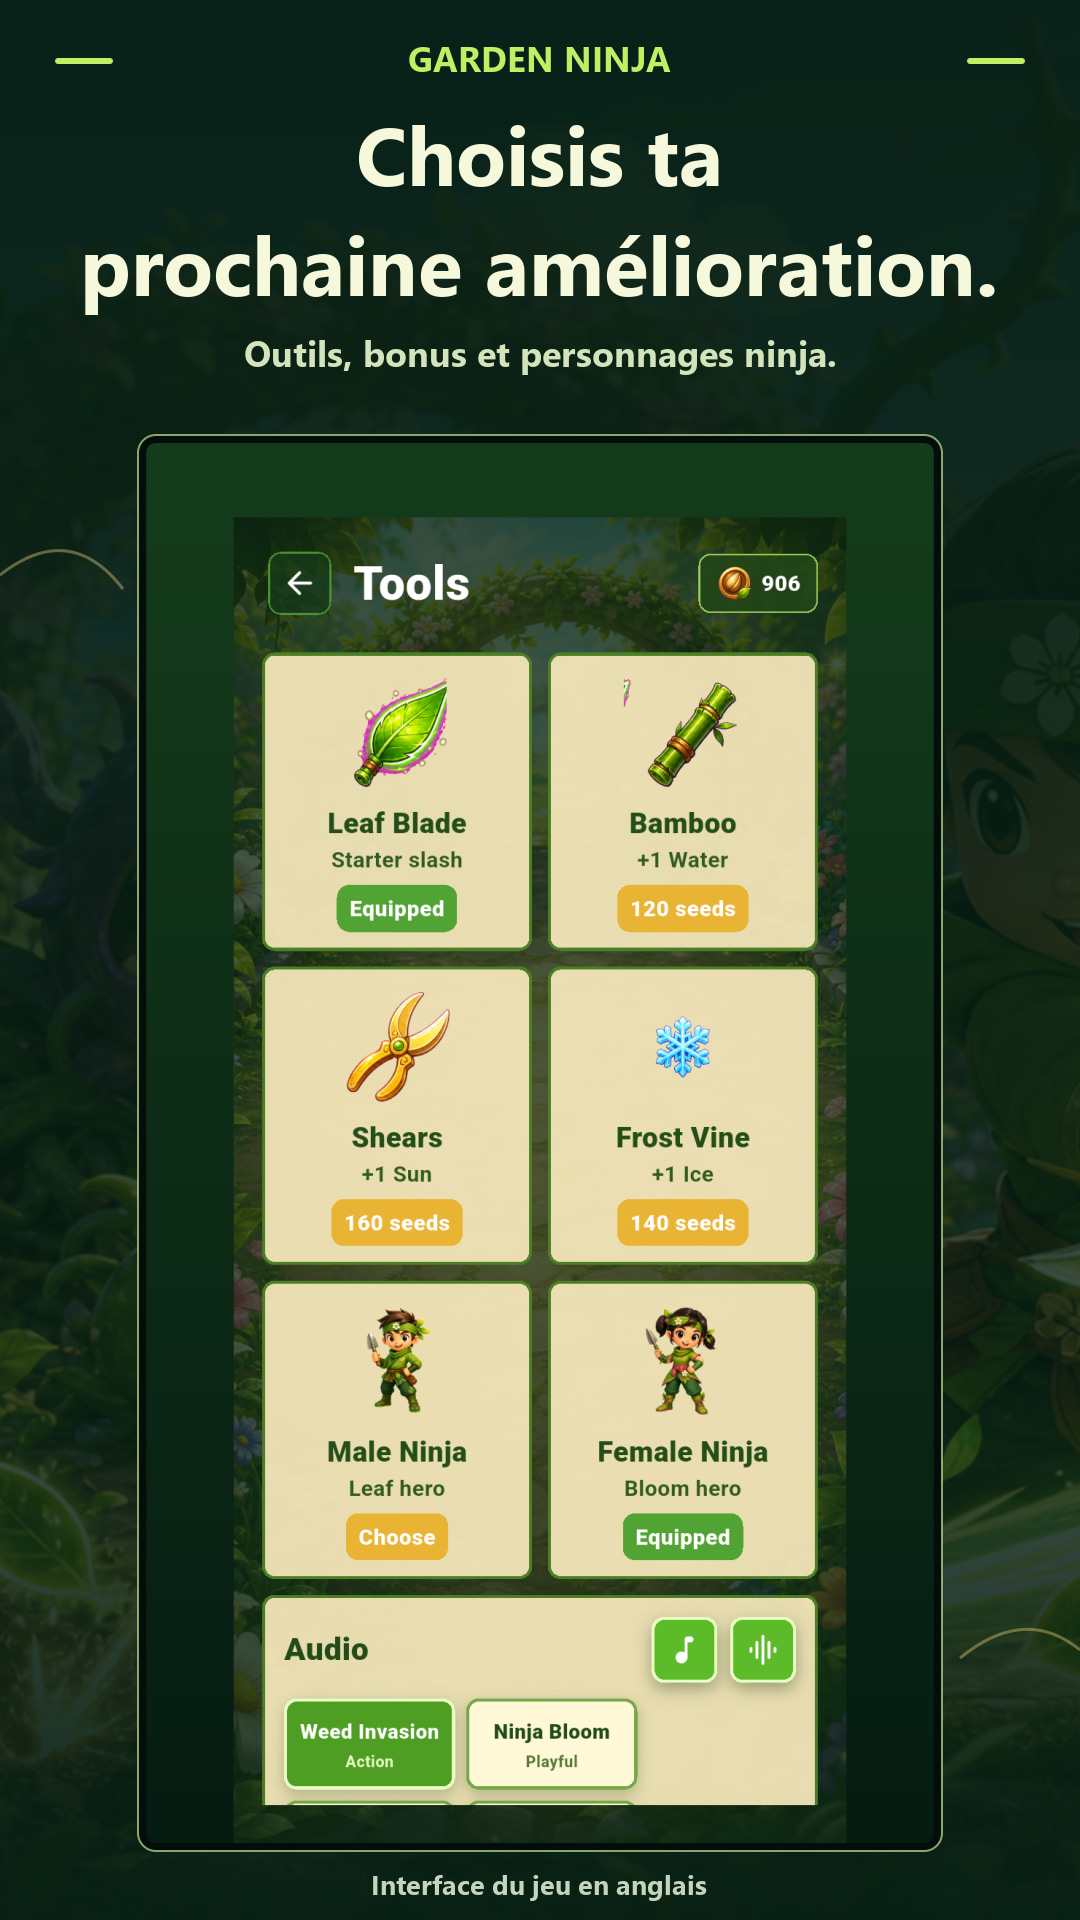 GARDEN NINJA
Choisis ta
prochaine amélioration.
Outils, bonus et personnages ninja.
Tools
906
Leaf Blade
Starter slash
Equipped
Bamboo
+1 Water
120 seeds
Shears
+1 Sun
160 seeds
Frost Vine
+1 Ice
140 seeds
Male Ninja
Leaf hero
Choose
Female Ninja
Bloom hero
Equipped
Audio
Weed Invasion
Action
Ninja Bloom
Playful
Interface du jeu en anglais